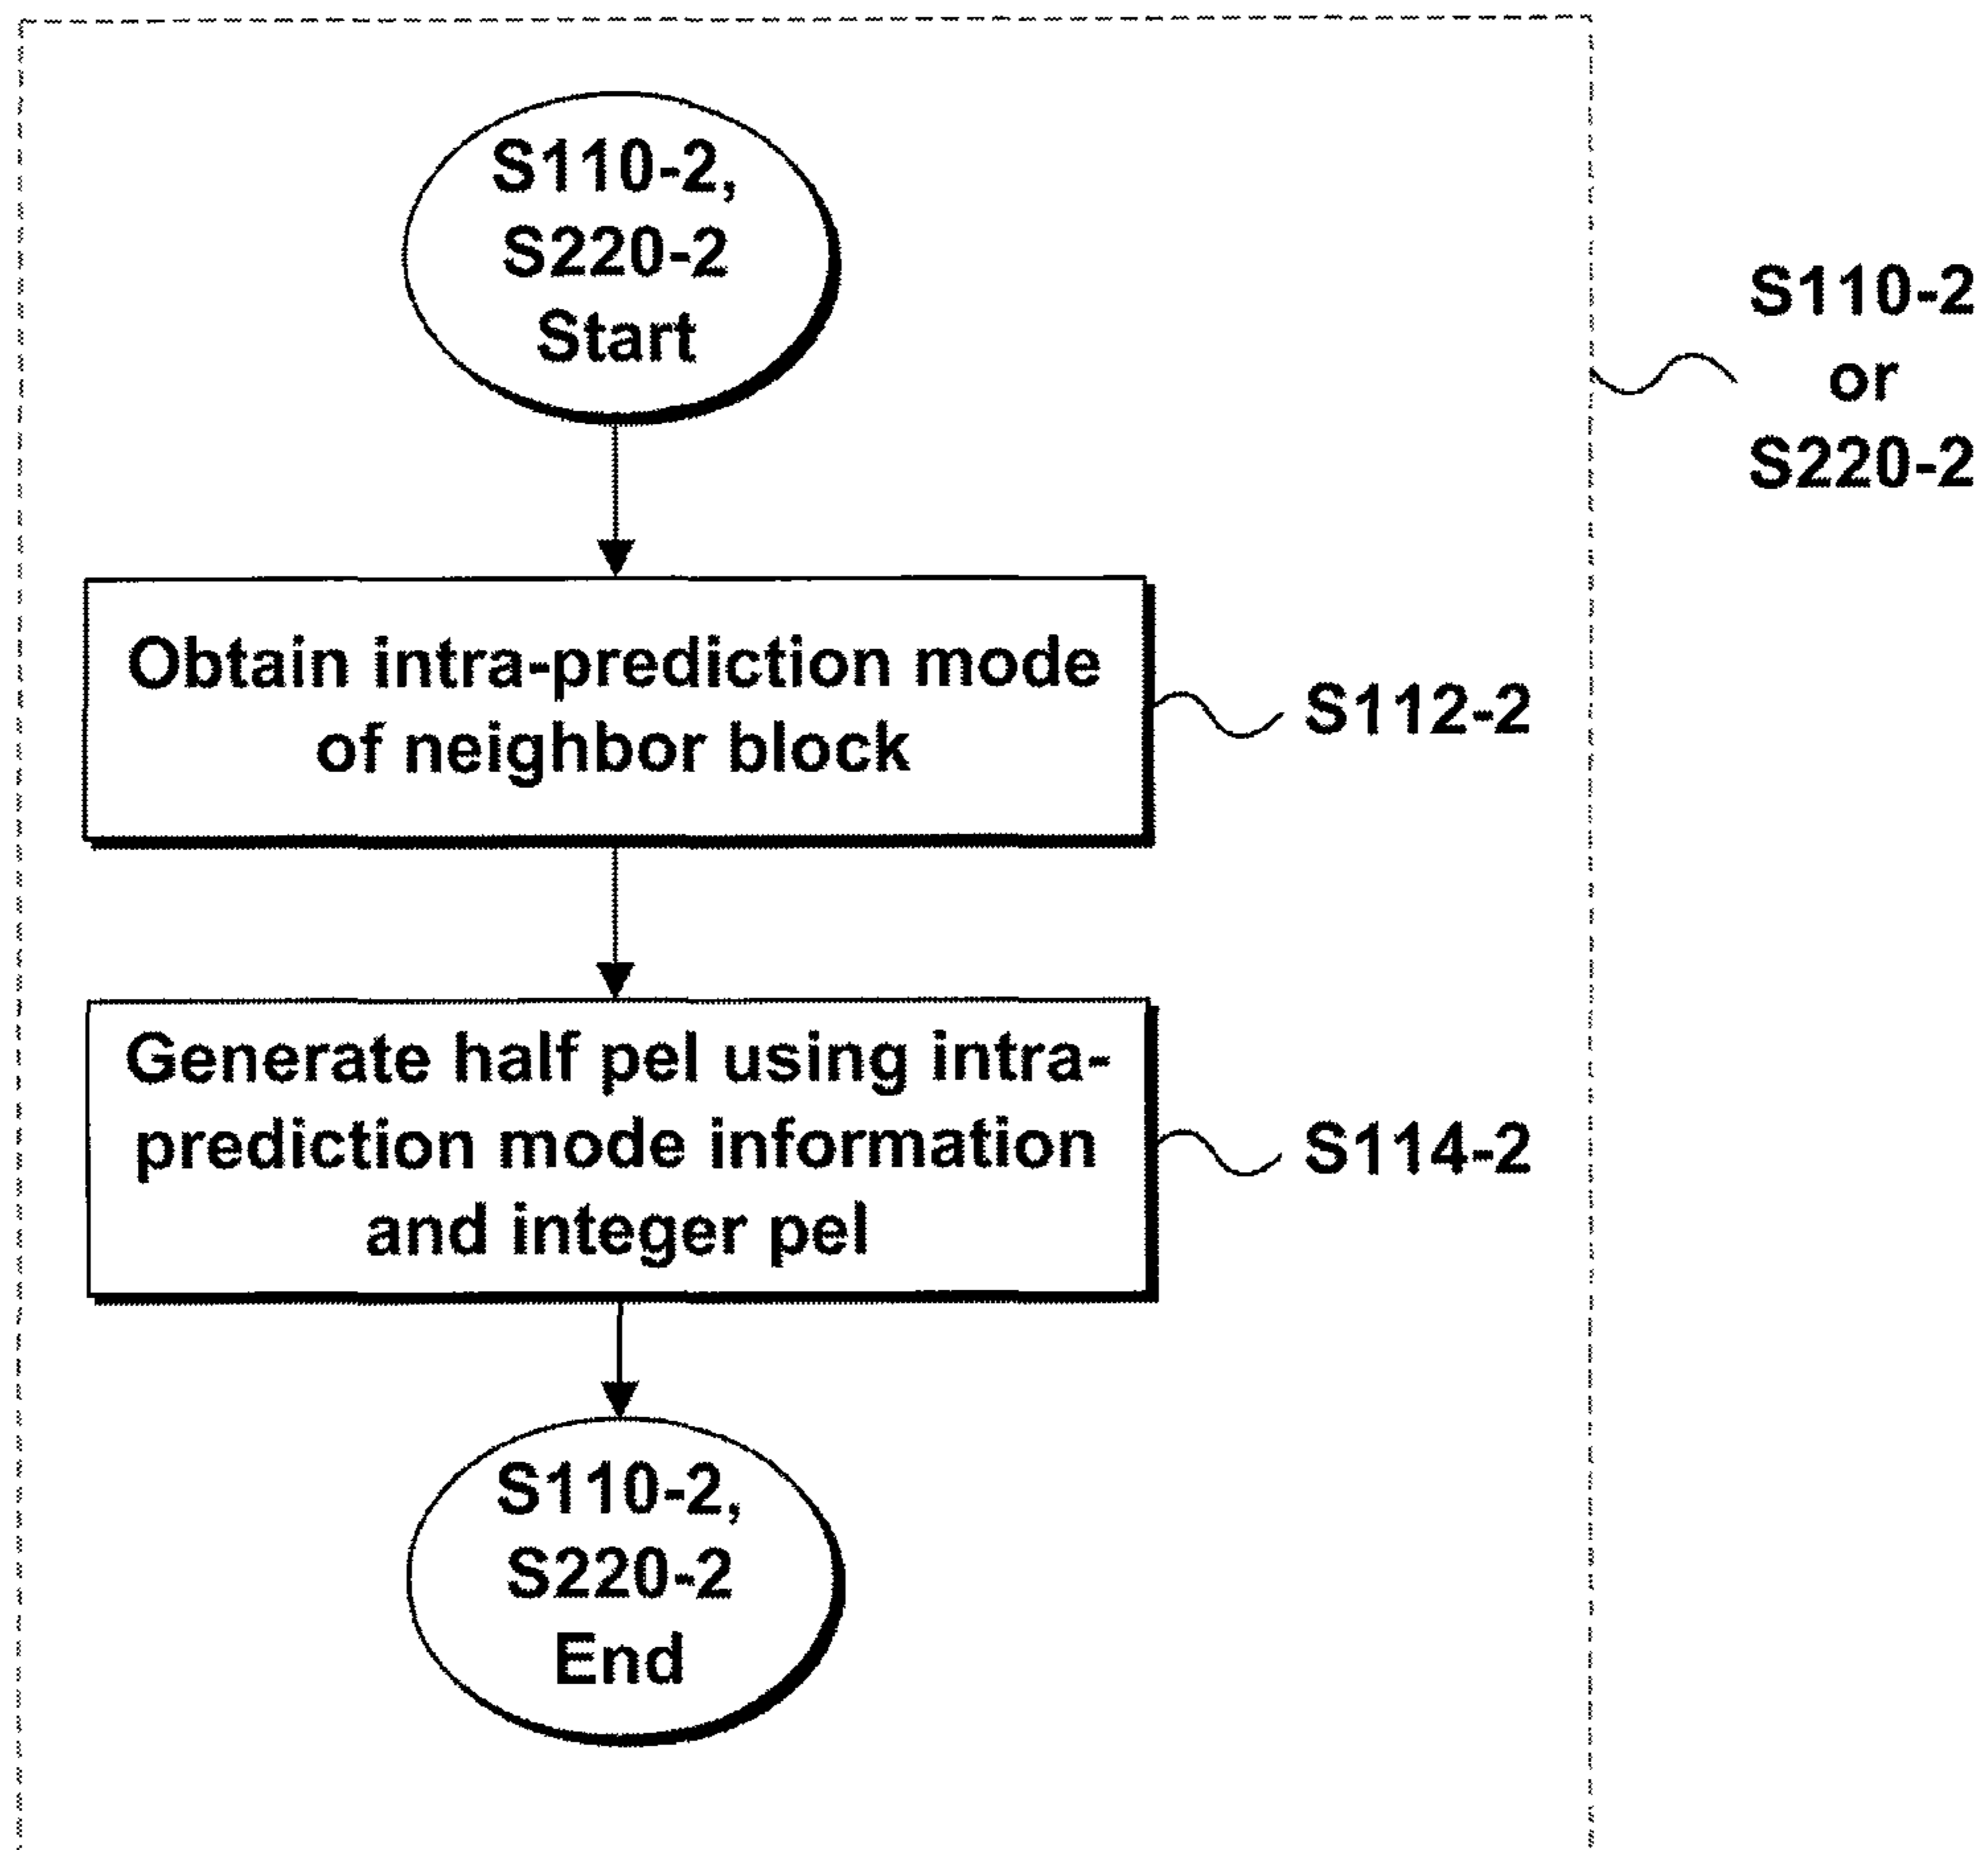 S110-2,
S220-2
Start
S110-2
or
S220-2
Obtain intra-prediction mode
of neighbor block
S112-2
Generate half pel using intra-
prediction mode information
and integer pel
S114-2
S110-2,
S220-2
End